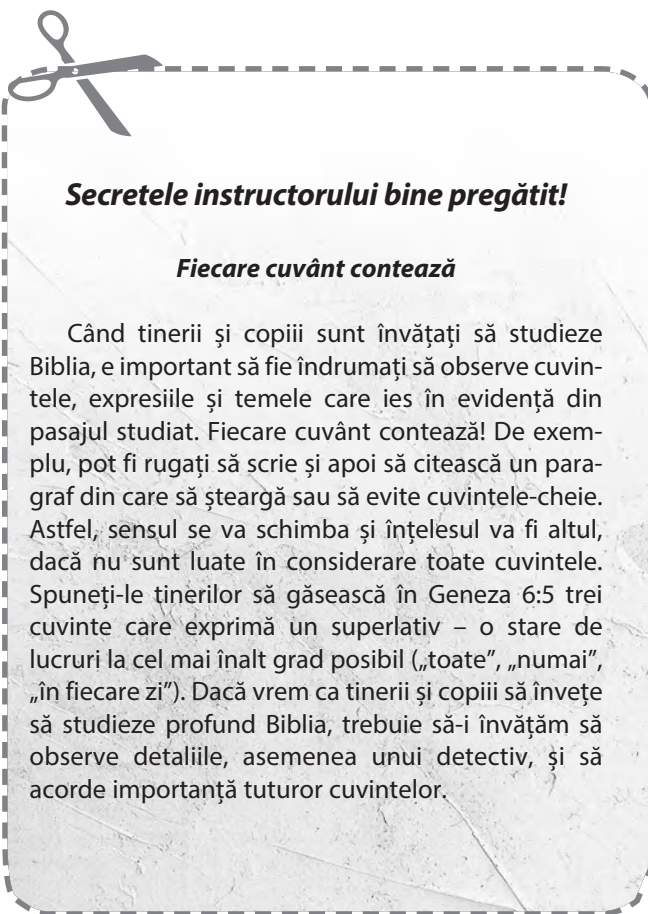 Secretele instructorului bine pregătit!
Fiecare cuvânt contează
Când tinerii și copiii sunt învățați să studieze
Biblia, e important să fie îndrumați să observe cuvin-
tele, expresiile și temele care ies în evidență din
pasajul studiat. Fiecare cuvânt contează! De exem-
plu, pot fi rugați să scrie și apoi să citească un para-
graf din care să șteargă sau să evite cuvintele-cheie.
Astfel, sensul se va schimba și înțelesul va fi altul,
dacă nu sunt luate în considerare toate cuvintele.
Spuneți-le tinerilor să găsească în Geneza 6:5 trei
cuvinte care exprimă un superlativ – o stare de
lucruri la cel mai înalt grad posibil („toate”, „numai”,
„în fiecare zi”). Dacă vrem ca tinerii și copiii să învețe
să studieze profund Biblia, trebuie să-i învățăm să
observe detaliile, asemenea unui detectiv, și să
acorde importanță tuturor cuvintelor.